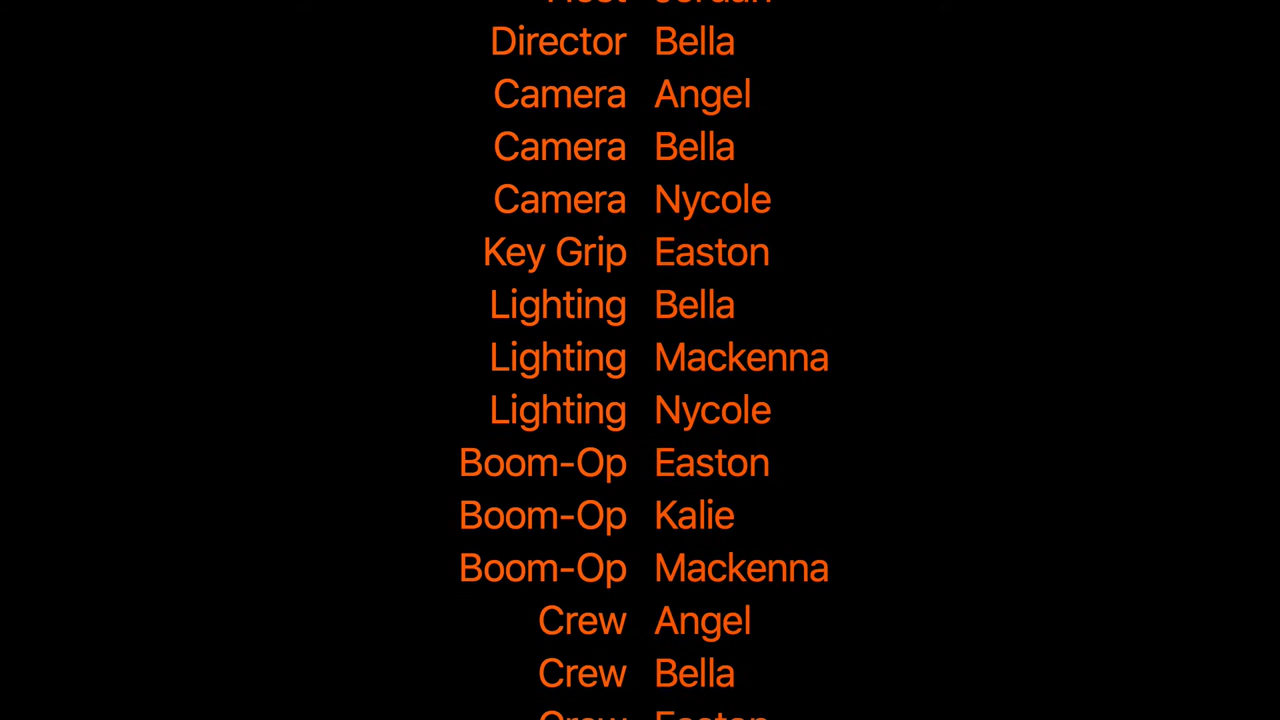 Director Bella
Camera Angel
Camera Bella
Camera Nycole
Key Grip Easton
Lighting Bella
Lighting Mackenna
Lighting Nycole
Boom-Op Easton
Boom-Op Kalie
Boom-Op Mackenna
Crew Angel
Crew Bella